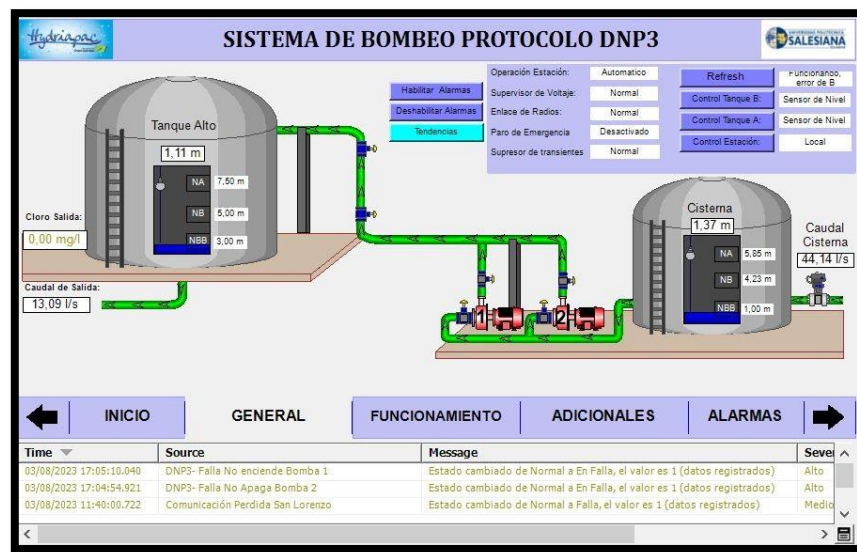 Hydriapac
SISTEMA DE BOMBEO PROTOCOLO DNP3
SALESIANA
Habilitar Alarmas
Deshabilitar Alarmas
Tendencias
Operación Estación: Automatico
Supervisor de Voltaje: Normal
Enlace de Radios: Normal
Paro de Emergencia Desactivado
Supresor de transientes Normal
Refresh Funcionando, error de B
Control Tanque B: Sensor de Nivel
Control Tanque A: Sensor de Nivel
Control Estación: Local
Tanque Alto
1,11 m
NA 7,50 m
NB 5,00 m
NBB 3,00 m
Cloro Salida:
0,00 mg/l
Caudal de Salida:
13,09 l/s
1 2
Cisterna
1,37 m
NA 5,85 m
NB 4,23 m
NBB 1,00 m
Caudal
Cisterna
44,14 l/s
INICIO GENERAL FUNCIONAMIENTO ADICIONALES ALARMAS
Time Source Message Sever
03/08/2023 17:05:10.040 DNP3- Falla No enciende Bomba 1 Estado cambiado de Normal a En Falla, el valor es 1 (datos registrados) Alto
03/08/2023 17:04:54.921 DNP3- Falla No Apaga Bomba 2 Estado cambiado de Normal a En Falla, el valor es 1 (datos registrados) Alto
03/08/2023 11:40:00.722 Comunicación Perdida San Lorenzo Estado cambiado de Normal a Falla, el valor es 1 (datos registrados) Medio